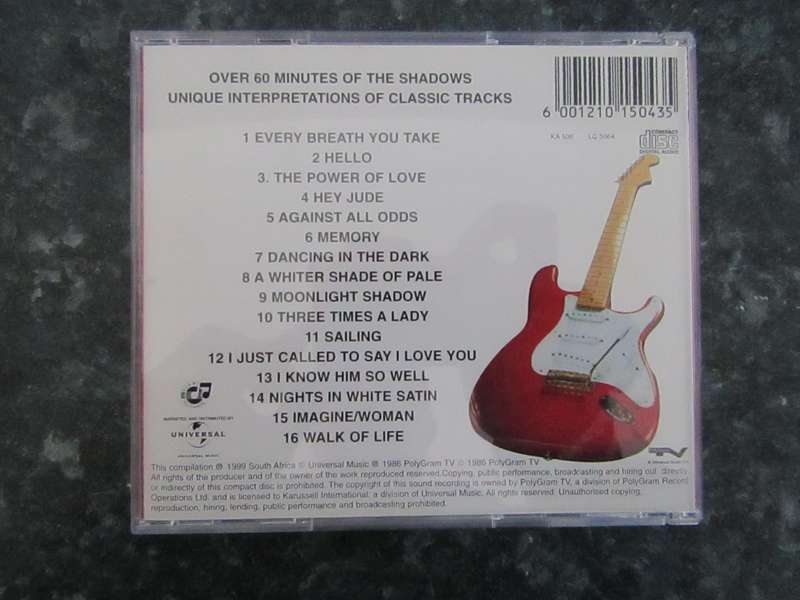 OVER 60 MINUTES OF THE SHADOWS
UNIQUE INTERPRETATIONS OF CLASSIC TRACKS
6 001210 150435
COMPACT
disc
DIGITAL AUDIO
1 EVERY BREATH YOU TAKE
2 HELLO
3. THE POWER OF LOVE
4 HEY JUDE
5 AGAINST ALL ODDS
6 MEMORY
7 DANCING IN THE DARK
8 A WHITER SHADE OF PALE
9 MOONLIGHT SHADOW
10 THREE TIMES A LADY
11 SAILING
12 I JUST CALLED TO SAY I LOVE YOU
13 I KNOW HIM SO WELL
14 NIGHTS IN WHITE SATIN
15 IMAGINE/WOMAN
16 WALK OF LIFE
MARKETED AND DISTRIBUTED BY
UNIVERSAL
UNIVERSAL MUSIC
TV
This compilation ℗ 1999 South Africa © Universal Music ℗ 1986 PolyGram TV © 1986 PolyGram TV
All rights of the producer and of the owner of the work reproduced reserved.Copying, public performance, broadcasting and hiring out directly
or indirectly of this compact disc is prohibited. The copyright of this sound recording is owned by PolyGram TV, a division of PolyGram Record
Operations Ltd. and is licensed to Karussell International; a division of Universal Music. All rights reserved. Unauthorised copying,
reproduction, hiring, lending, public performance and broadcasting prohibited.